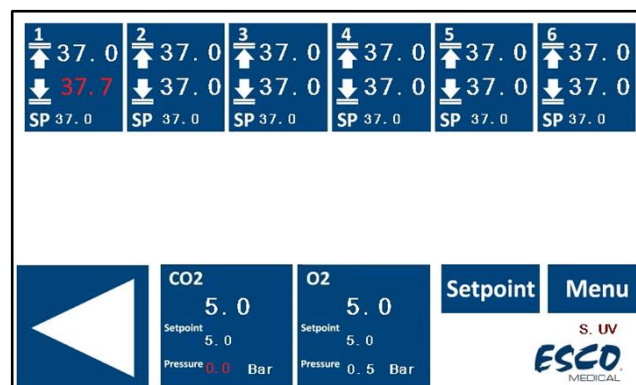 1 2 3 4 5 6
37.0 37.0 37.0 37.0 37.0 37.0
37.7 37.0 37.0 37.0 37.0 37.0
SP 37.0 SP 37.0 SP 37.0 SP 37.0 SP 37.0 SP 37.0
CO2 O2
5.0 5.0
Setpoint Menu
Setpoint Setpoint
5.0 5.0
S. UV
Pressure 0.0 Bar Pressure 0.5 Bar
ESCO
MEDICAL